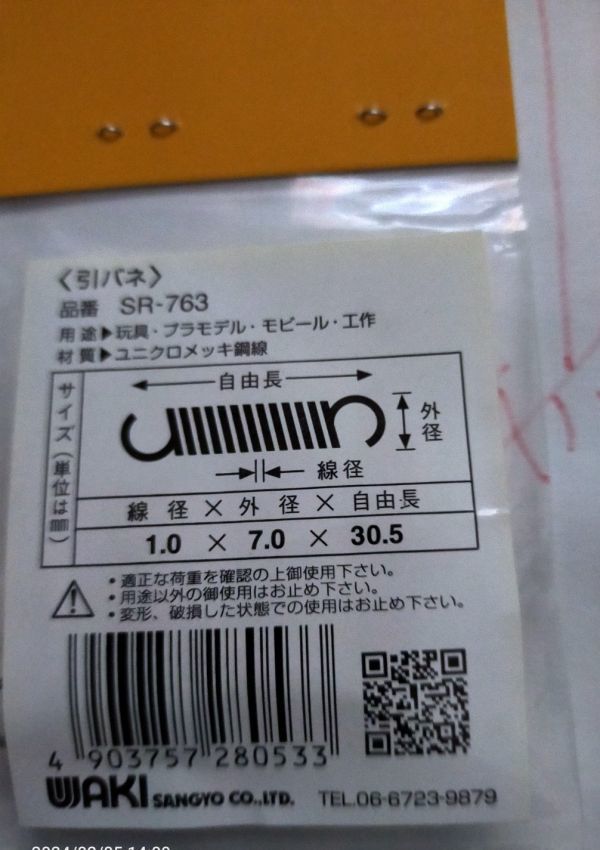 〈引バネ〉
品番 SR-763
用途▶玩具・プラモデル・モビール・工作
材質▶ユニクロメッキ鋼線
サイズ(単位は㎜)
自由長
外径
線径
線径×外径×自由長
1.0 × 7.0 × 30.5
・適正な荷重を確認の上御使用下さい。
・用途以外の御使用はお止め下さい。
・変形、破損した状態での使用はお止め下さい。
4 903757 280533
WAKI SANGYO CO.,LTD. TEL.06-6723-9879